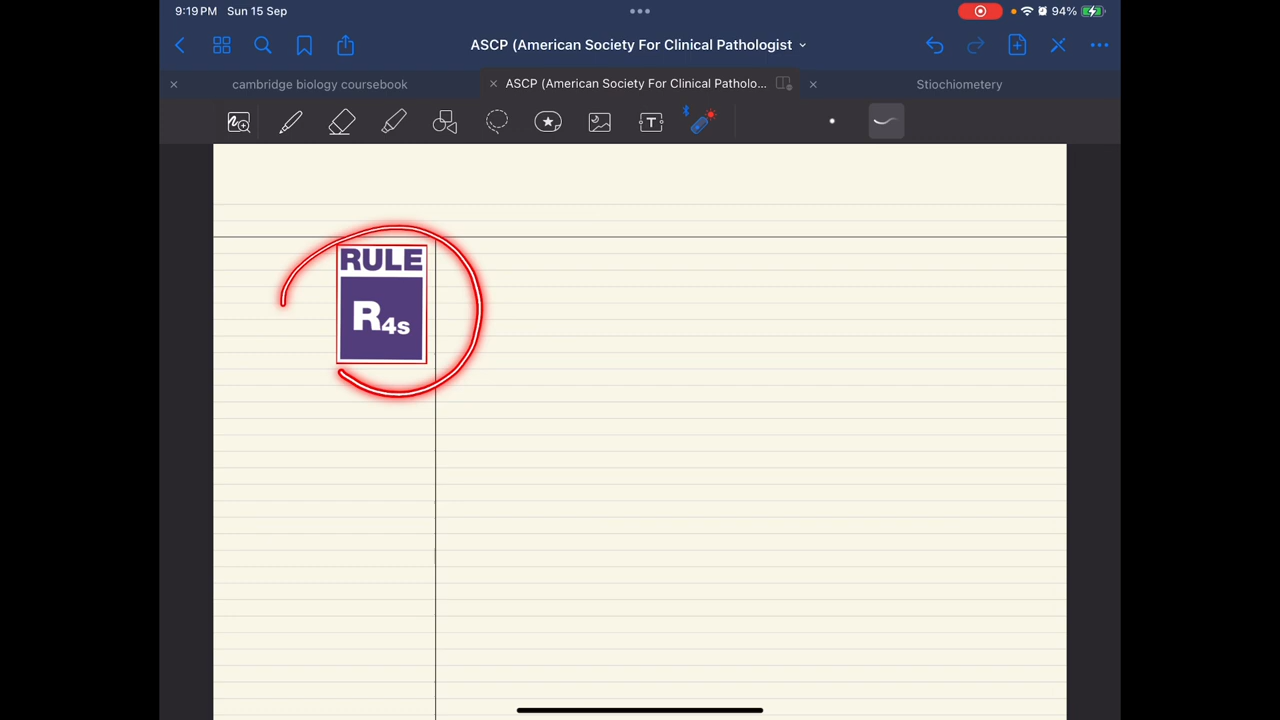 9:19 PM Sun 15 Sep
94%
ASCP (American Society For Clinical Pathologist
cambridge biology coursebook
ASCP (American Society For Clinical Patholo...
Stiochiometery
T
RULE
R4s